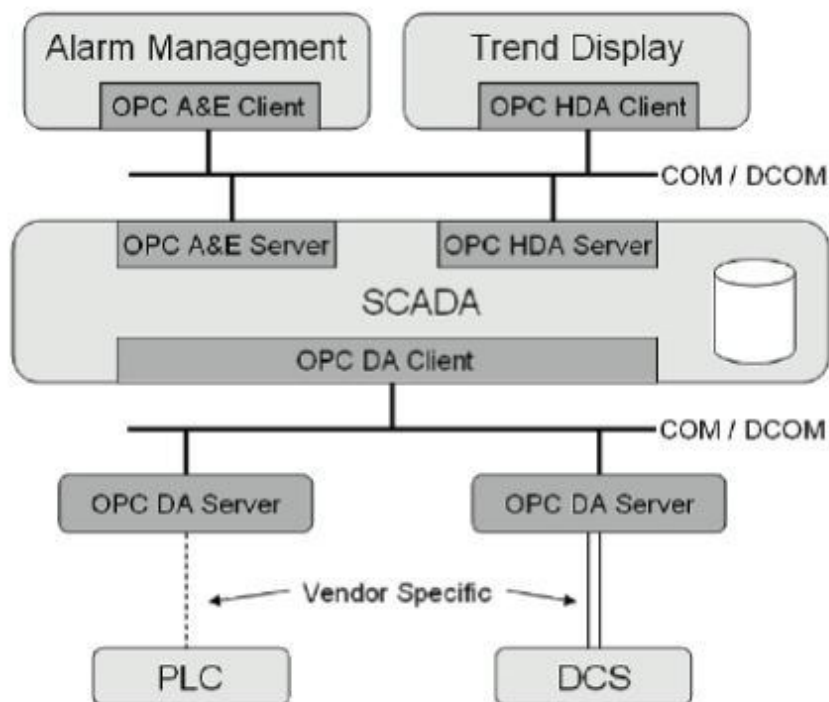 Alarm Management
Trend Display
OPC A&E Client
OPC HDA Client
COM / DCOM
OPC A&E Server
OPC HDA Server
SCADA
OPC DA Client
COM / DCOM
OPC DA Server
OPC DA Server
Vendor Specific
PLC
DCS